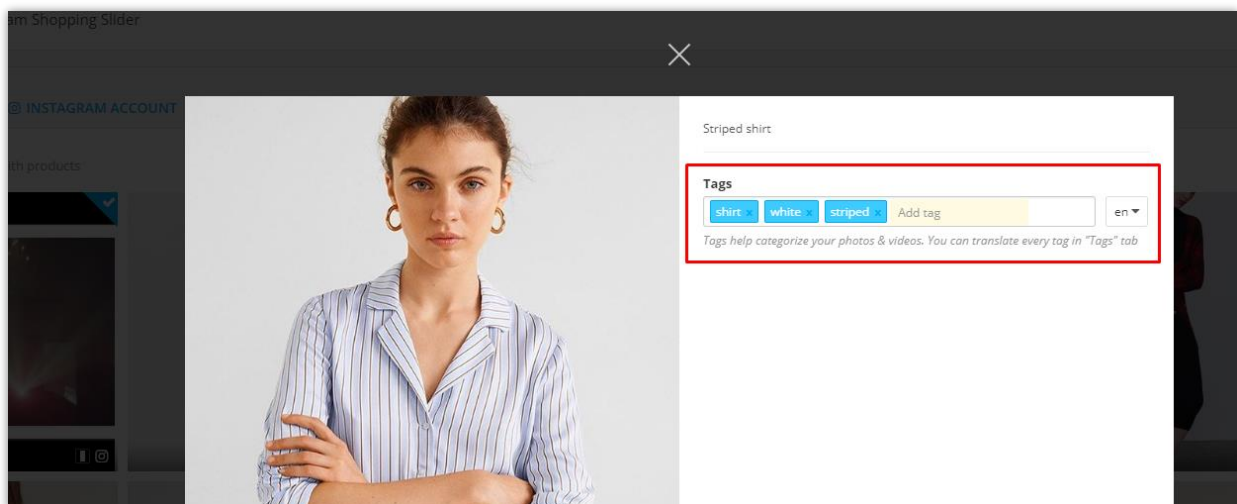 am Shopping Slider
INSTAGRAM ACCOUNT
ith products
Striped shirt
Tags
shirt x white x striped x Add tag en
Tags help categorize your photos & videos. You can translate every tag in "Tags" tab